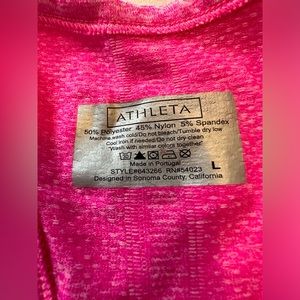 ATHLETA
50% Polyester 45% Nylon 5% Spandex
Machine wash cold/Do not bleach/Tumble dry low
Cool iron if needed/Do not dry-clean
"Wash with similar colors together"
Made in Portugal
STYLE#643266 RN#54023
Designed in Sonoma County, California
L